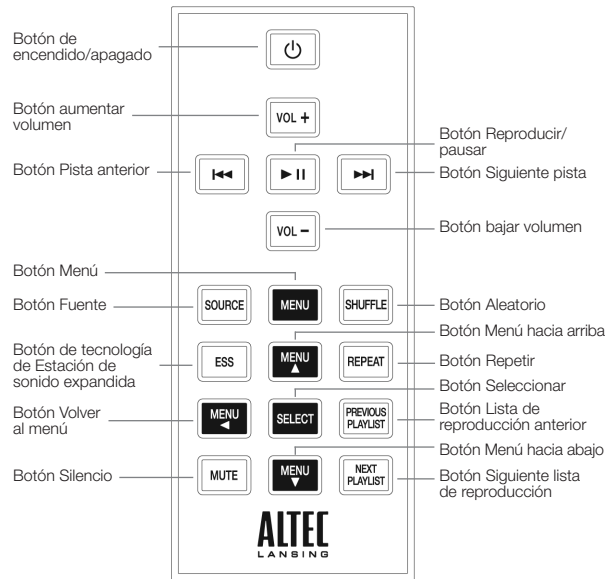 Botón de
encendido/apagado
Botón aumentar
volumen
VOL +
Botón Reproducir/
pausar
Botón Pista anterior
Botón Siguiente pista
VOL –
Botón bajar volumen
Botón Menú
Botón Fuente
SOURCE
MENU
SHUFFLE
Botón Aleatorio
Botón Menú hacia arriba
Botón de tecnología
de Estación de
sonido expandida
ESS
MENU
REPEAT
Botón Repetir
Botón Seleccionar
Botón Volver
al menú
MENU
SELECT
PREVIOUS
PLAYLIST
Botón Lista de
reproducción anterior
Botón Menú hacia abajo
Botón Silencio
MUTE
MENU
NEXT
PLAYLIST
Botón Siguiente lista
de reproducción
ALTEC
LANSING